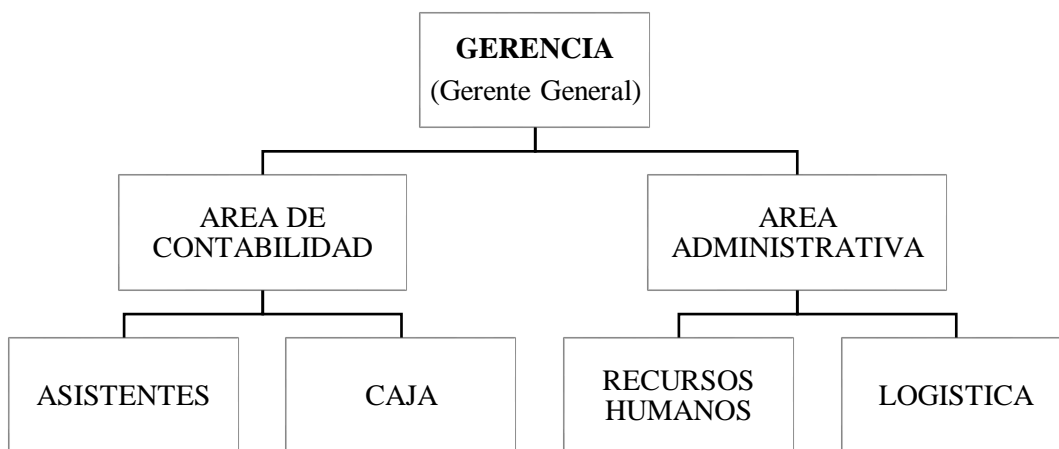 GERENCIA
(Gerente General)
AREA DE
CONTABILIDAD
AREA
ADMINISTRATIVA
ASISTENTES
CAJA
RECURSOS
HUMANOS
LOGISTICA